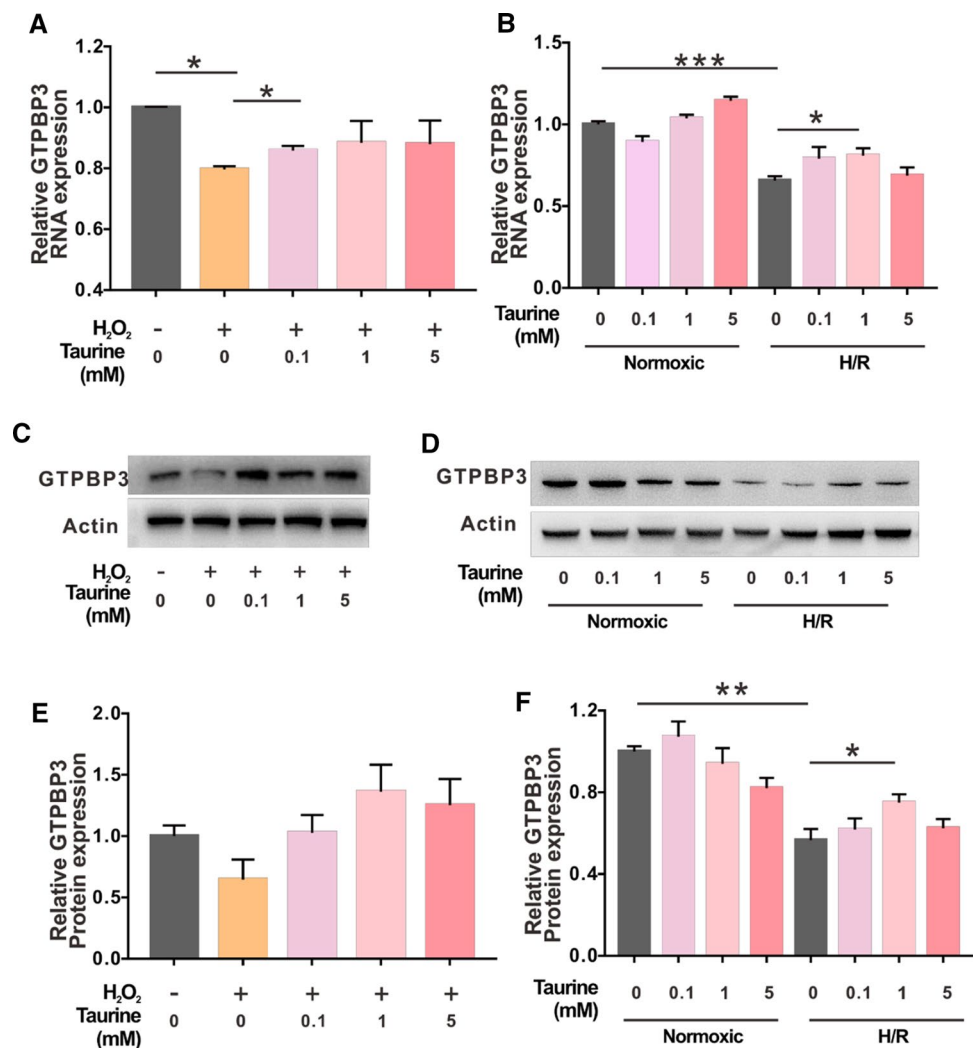 A
Relative GTPBP3
RNA expression
1.2
1.0
0.8
0.6
0.4
*
*
H₂O₂ - + + + +
Taurine 0 0 0.1 1 5
(mM)
B
Relative GTPBP3
RNA expression
1.5
1.0
0.5
0.0
***
*
Taurine 0 0.1 1 5 0 0.1 1 5
(mM)
Normoxic H/R
C
GTPBP3
Actin
H₂O₂ - + + + +
Taurine 0 0 0.1 1 5
(mM)
D
GTPBP3
Actin
Taurine 0 0.1 1 5 0 0.1 1 5
(mM)
Normoxic H/R
E
Relative GTPBP3
Protein expression
2.0
1.5
1.0
0.5
0.0
H₂O₂ - + + + +
Taurine 0 0 0.1 1 5
(mM)
F
Relative GTPBP3
Protein expression
1.2
0.8
0.4
0.0
**
*
Taurine 0 0.1 1 5 0 0.1 1 5
(mM)
Normoxic H/R